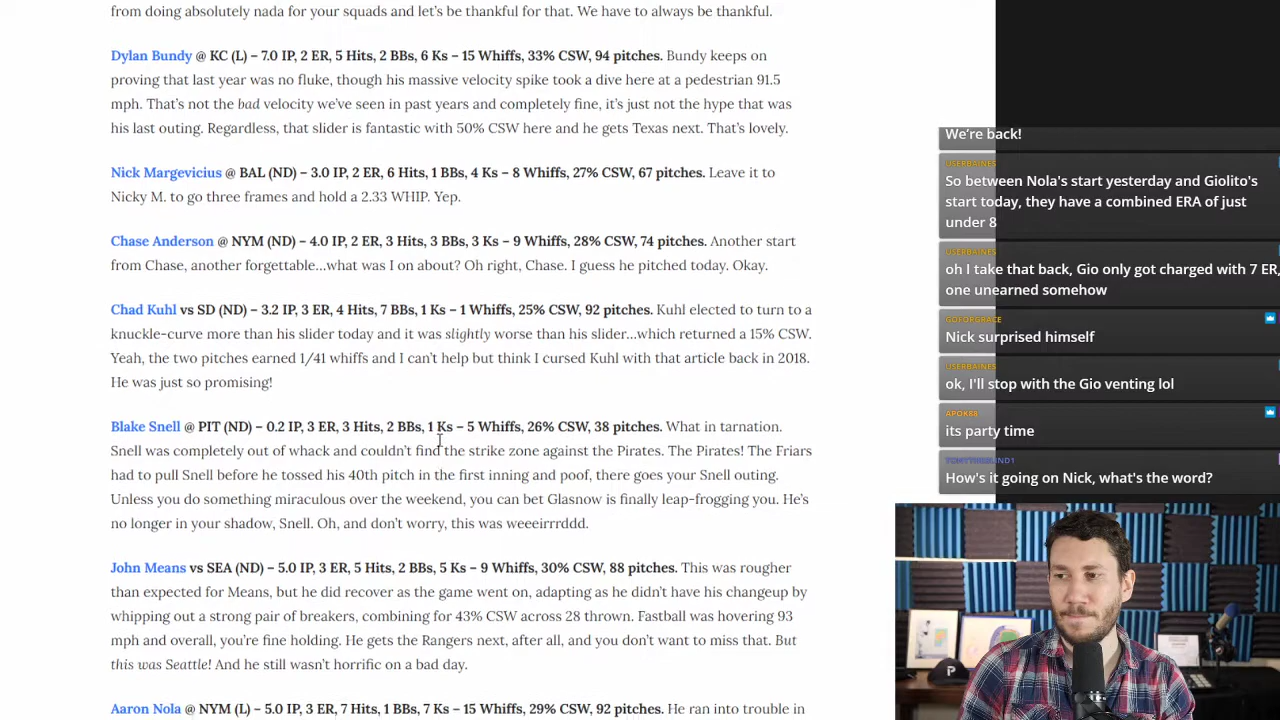 from doing absolutely nada for your squads and let's be thankful for that. We have to always be thankful.
Dylan Bundy @ KC (L) – 7.0 IP, 2 ER, 5 Hits, 2 BBs, 6 Ks – 15 Whiffs, 33% CSW, 94 pitches. Bundy keeps on
proving that last year was no fluke, though his massive velocity spike took a dive here at a pedestrian 91.5
mph. That's not the bad velocity we've seen in past years and completely fine, it's just not the hype that was
his last outing. Regardless, that slider is fantastic with 50% CSW here and he gets Texas next. That's lovely.
Nick Margevicius @ BAL (ND) – 3.0 IP, 2 ER, 6 Hits, 1 BBs, 4 Ks – 8 Whiffs, 27% CSW, 67 pitches. Leave it to
Nicky M. to go three frames and hold a 2.33 WHIP. Yep.
Chase Anderson @ NYM (ND) – 4.0 IP, 2 ER, 3 Hits, 3 BBs, 3 Ks – 9 Whiffs, 28% CSW, 74 pitches. Another start
from Chase, another forgettable…what was I on about? Oh right, Chase. I guess he pitched today. Okay.
Chad Kuhl vs SD (ND) – 3.2 IP, 3 ER, 4 Hits, 7 BBs, 1 Ks – 1 Whiffs, 25% CSW, 92 pitches. Kuhl elected to turn to a
knuckle-curve more than his slider today and it was slightly worse than his slider…which returned a 15% CSW.
Yeah, the two pitches earned 1/41 whiffs and I can't help but think I cursed Kuhl with that article back in 2018.
He was just so promising!
Blake Snell @ PIT (ND) – 0.2 IP, 3 ER, 3 Hits, 2 BBs, 1 Ks – 5 Whiffs, 26% CSW, 38 pitches. What in tarnation.
Snell was completely out of whack and couldn't find the strike zone against the Pirates. The Pirates! The Friars
had to pull Snell before he tossed his 40th pitch in the first inning and poof, there goes your Snell outing.
Unless you do something miraculous over the weekend, you can bet Glasnow is finally leap-frogging you. He's
no longer in your shadow, Snell. Oh, and don't worry, this was weeeirrrddd.
John Means vs SEA (ND) – 5.0 IP, 3 ER, 5 Hits, 2 BBs, 5 Ks – 9 Whiffs, 30% CSW, 88 pitches. This was rougher
than expected for Means, but he did recover as the game went on, adapting as he didn't have his changeup by
whipping out a strong pair of breakers, combining for 43% CSW across 28 thrown. Fastball was hovering 93
mph and overall, you're fine holding. He gets the Rangers next, after all, and you don't want to miss that. But
this was Seattle! And he still wasn't horrific on a bad day.
Aaron Nola @ NYM (L) – 5.0 IP, 3 ER, 7 Hits, 1 BBs, 7 Ks – 15 Whiffs, 29% CSW, 92 pitches. He ran into trouble in
We're back!
USERBAINES
So between Nola's start yesterday and Giolito's
start today, they have a combined ERA of just
under 8
USERBAINES
oh I take that back, Gio only got charged with 7 ER,
one unearned somehow
GOFOPGRACE
Nick surprised himself
USERBAINES
ok, I'll stop with the Gio venting lol
APOK88
its party time
How's it going on Nick, what's the word?